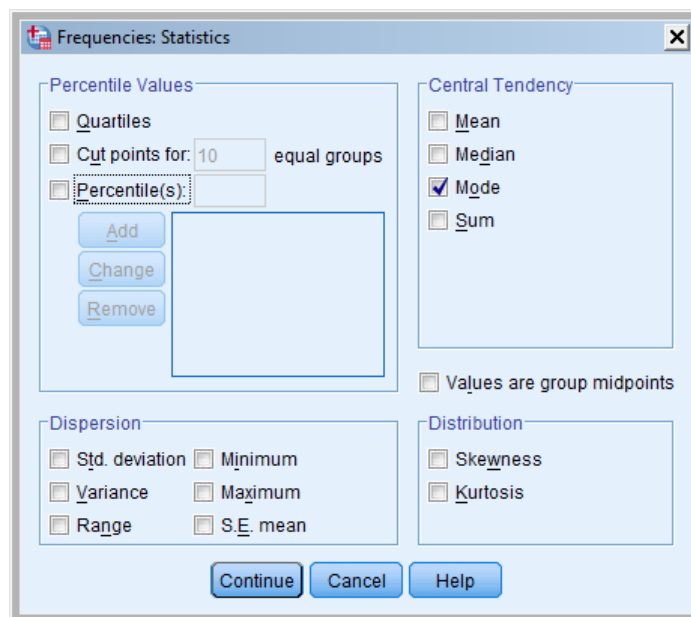 Frequencies: Statistics
Percentile Values
Quartiles
Cut points for: 10 equal groups
Percentile(s):
Add
Change
Remove
Central Tendency
Mean
Median
Mode
Sum
Values are group midpoints
Dispersion
Std. deviation Minimum
Variance Maximum
Range S.E. mean
Distribution
Skewness
Kurtosis
Continue Cancel Help